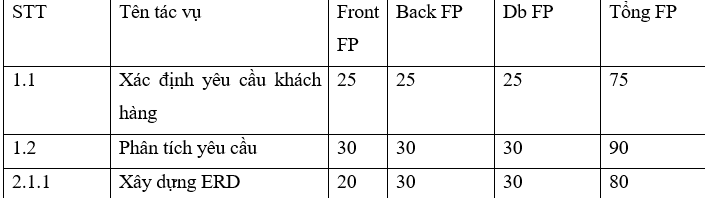 STT Tên tác vụ Front Back FP Db FP Tổng FP
FP
1.1 Xác định yêu cầu khách 25 25 25 75
hàng
1.2 Phân tích yêu cầu 30 30 30 90
2.1.1 Xây dựng ERD 20 30 30 80